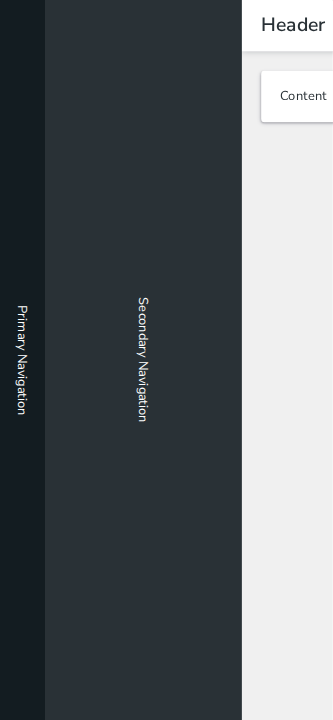 Primary Navigation
Secondary Navigation
Header
Content